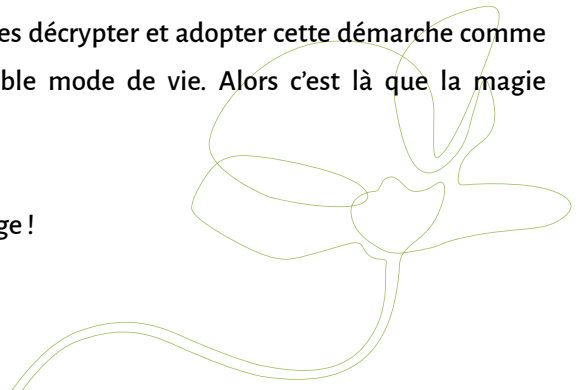 es décrypter et adopter cette démarche comme
ble mode de vie. Alors c’est là que la magie
ge !